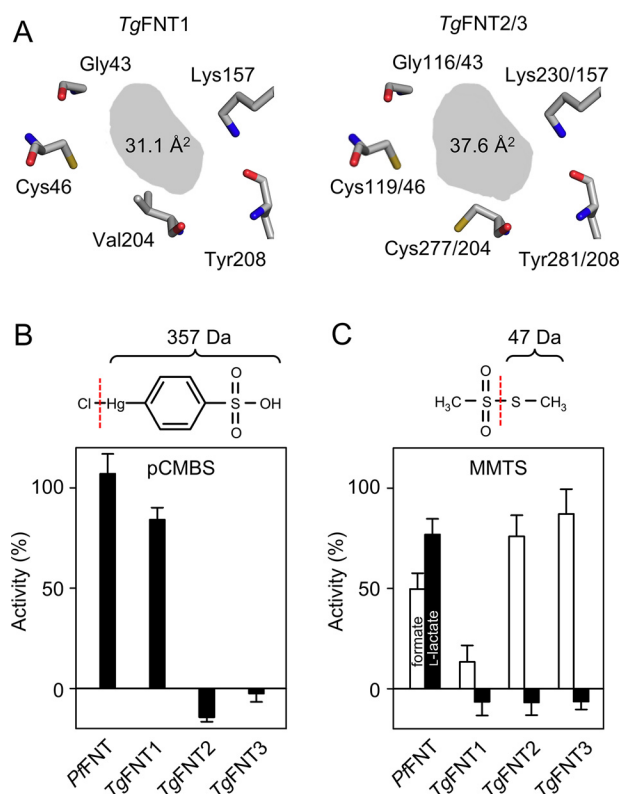 A
TgFNT1
TgFNT2/3
Gly43
Lys157
31.1 Å²
Cys46
Val204
Tyr208
Gly116/43
Lys230/157
37.6 Å²
Cys119/46
Cys277/204
Tyr281/208
B
357 Da
Cl Hg S OH
O
O
pCMBS
Activity (%)
100
50
0
PfFNT
TgFNT1
TgFNT2
TgFNT3
C
47 Da
O
H₃C S S CH₃
O
MMTS
Activity (%)
100
50
0
formate
L-lactate
PfFNT
TgFNT1
TgFNT2
TgFNT3